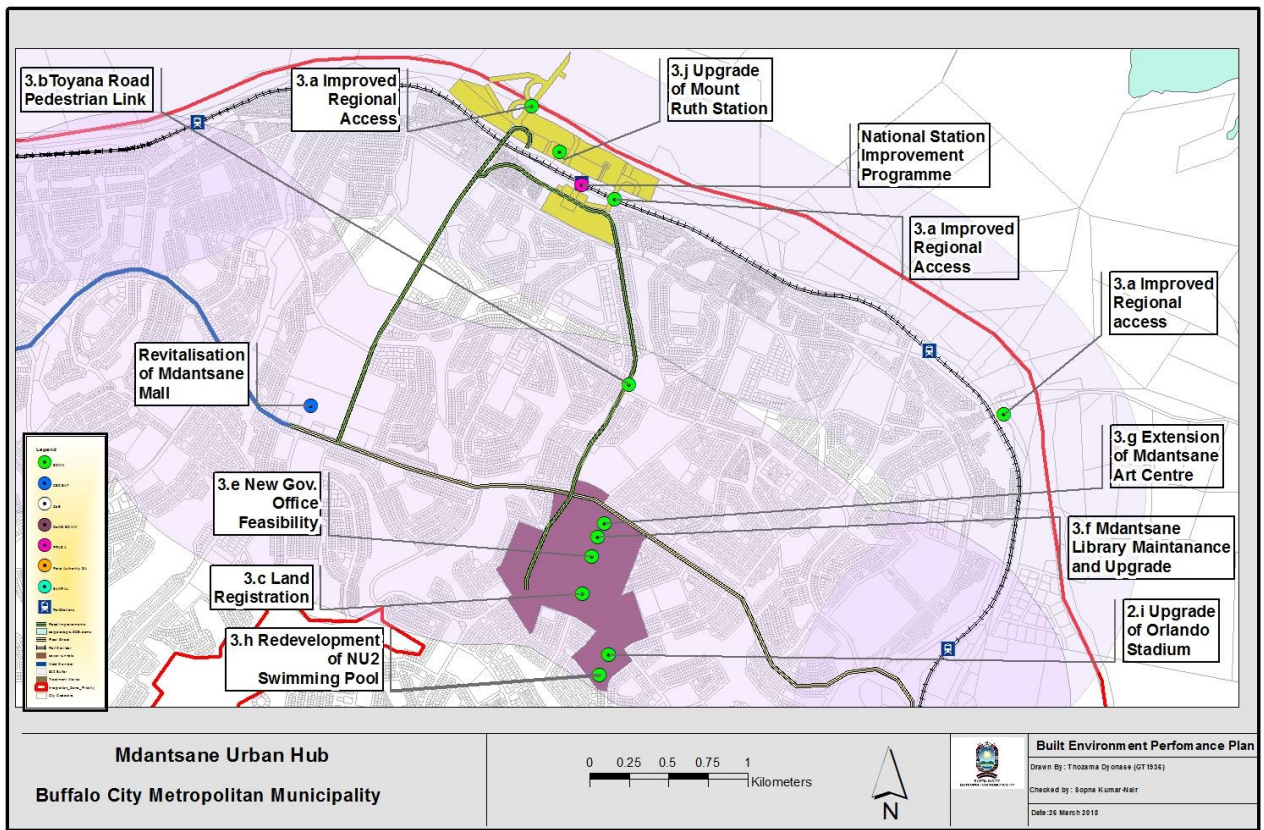 3.b Toyana Road
Pedestrian Link
3.a Improved
Regional
Access
3.j Upgrade
of Mount
Ruth Station
National Station
Improvement
Programme
3.a Improved
Regional
Access
3.a Improved
Regional
access
Revitalisation
of Mdantsane
Mall
3.g Extension
of Mdantsane
Art Centre
3.e New Gov.
Office
Feasibility
3.f Mdantsane
Library Maintanance
and Upgrade
3.c Land
Registration
2.i Upgrade
of Orlando
Stadium
3.h Redevelopment
of NU2
Swimming Pool
Legend
Mdantsane Urban Hub
Buffalo City Metropolitan Municipality
0 0.25 0.5 0.75 1
Kilometers
N
Built Environment Perfomance Plan
Drawn By: Thozama Dyonase (GT1936)
Checked by: Sopna Kumar-Nair
Date:26 March 2018